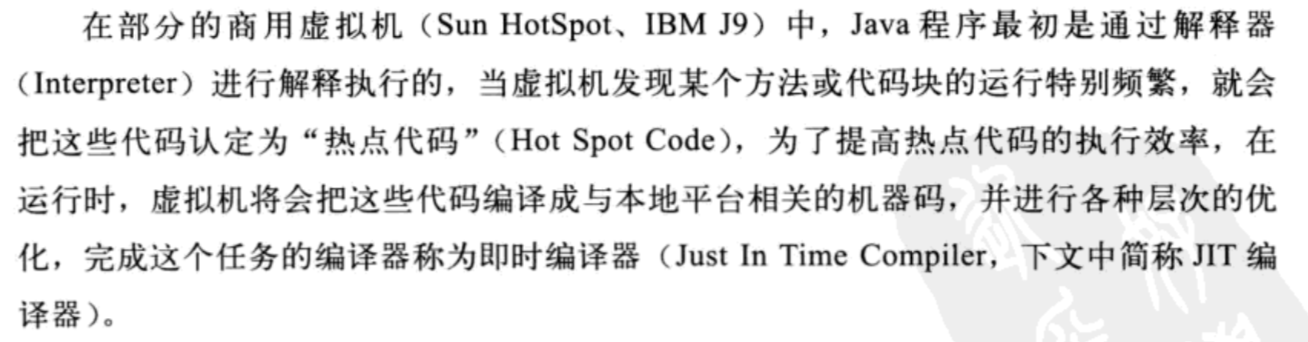 在部分的商用虚拟机（Sun HotSpot、IBM J9）中，Java 程序最初是通过解释器
（Interpreter）进行解释执行的，当虚拟机发现某个方法或代码块的运行特别频繁，就会
把这些代码认定为“热点代码”（Hot Spot Code），为了提高热点代码的执行效率，在
运行时，虚拟机将会把这些代码编译成与本地平台相关的机器码，并进行各种层次的优
化，完成这个任务的编译器称为即时编译器（Just In Time Compiler，下文中简称 JIT 编
译器）。